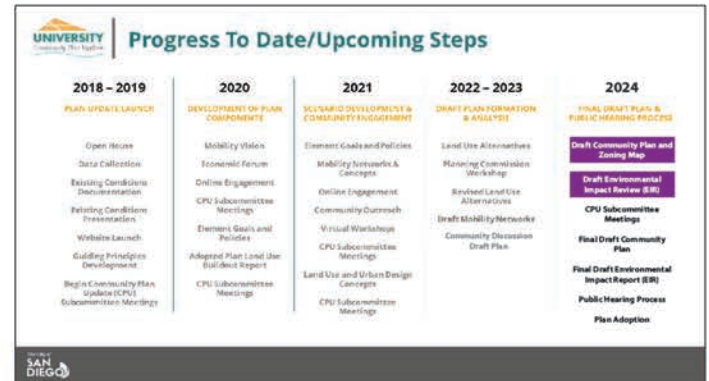 UNIVERSITY
Community Plan Update
Progress To Date/Upcoming Steps
2018 – 2019
PLAN UPDATE LAUNCH
Open House
Data Collection
Existing Conditions
Documentation
Existing Conditions
Presentation
Website Launch
Guiding Principles
Development
Begin Community Plan
Update (CPU)
Subcommittee Meetings
2020
DEVELOPMENT OF PLAN
COMPONENTS
Mobility Vision
Economic Forum
Online Engagement
CPU Subcommittee
Meetings
Element Goals and
Policies
Adopted Plan Land Use
Buildout Report
CPU Subcommittee
Meetings
2021
SCENARIO DEVELOPMENT &
COMMUNITY ENGAGEMENT
Element Goals and Policies
Mobility Networks &
Concepts
Online Engagement
Community Outreach
Virtual Workshops
CPU Subcommittee
Meetings
Land Use and Urban Design
Concepts
CPU Subcommittee
Meetings
2022 – 2023
DRAFT PLAN FORMATION
& ANALYSIS
Land Use Alternatives
Planning Commission
Workshop
Revised Land Use
Alternatives
Draft Mobility Networks
Community Discussion
Draft Plan
2024
FINAL DRAFT PLAN &
PUBLIC HEARING PROCESS
Draft Community Plan and
Zoning Map
Draft Environmental
Impact Review (EIR)
CPU Subcommittee
Meetings
Final Draft Community
Plan
Final Draft Environmental
Impact Report (EIR)
Public Hearing Process
Plan Adoption
SAN
DIEGO